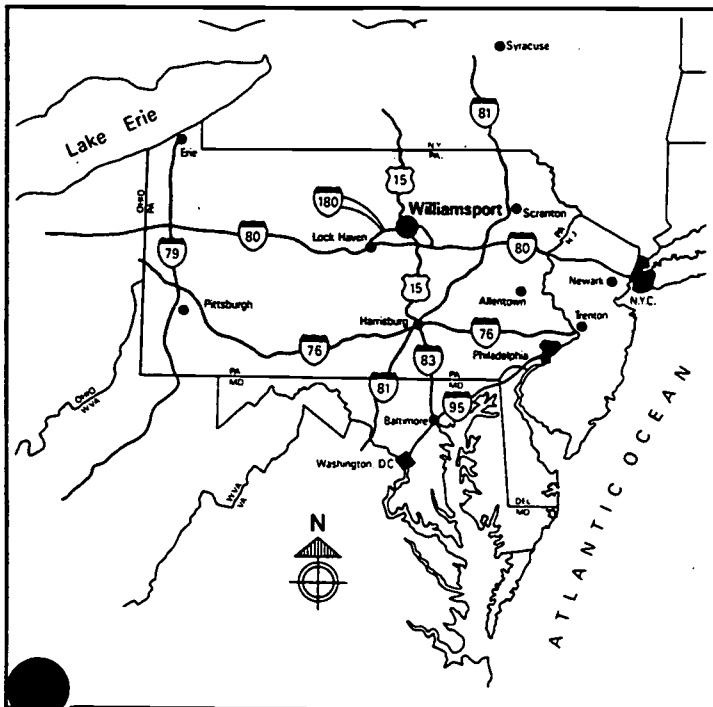 Syracuse
81
Lake Erie
Erie
N.Y.
PA.
OHIO
PA
15
180
Williamsport
Scranton
PA
N.J.
80
Lock Haven
80
79
Newark
N.Y.C.
15
Allentown
Pittsburgh
Harrisburg
76
Trenton
76
83
Philadelphia
PA
MD
PA
MD
81
95
OHIO
W.VA
Baltimore
Washington DC
W.VA
VA
DEL
MD
N
ATLANTIC OCEAN